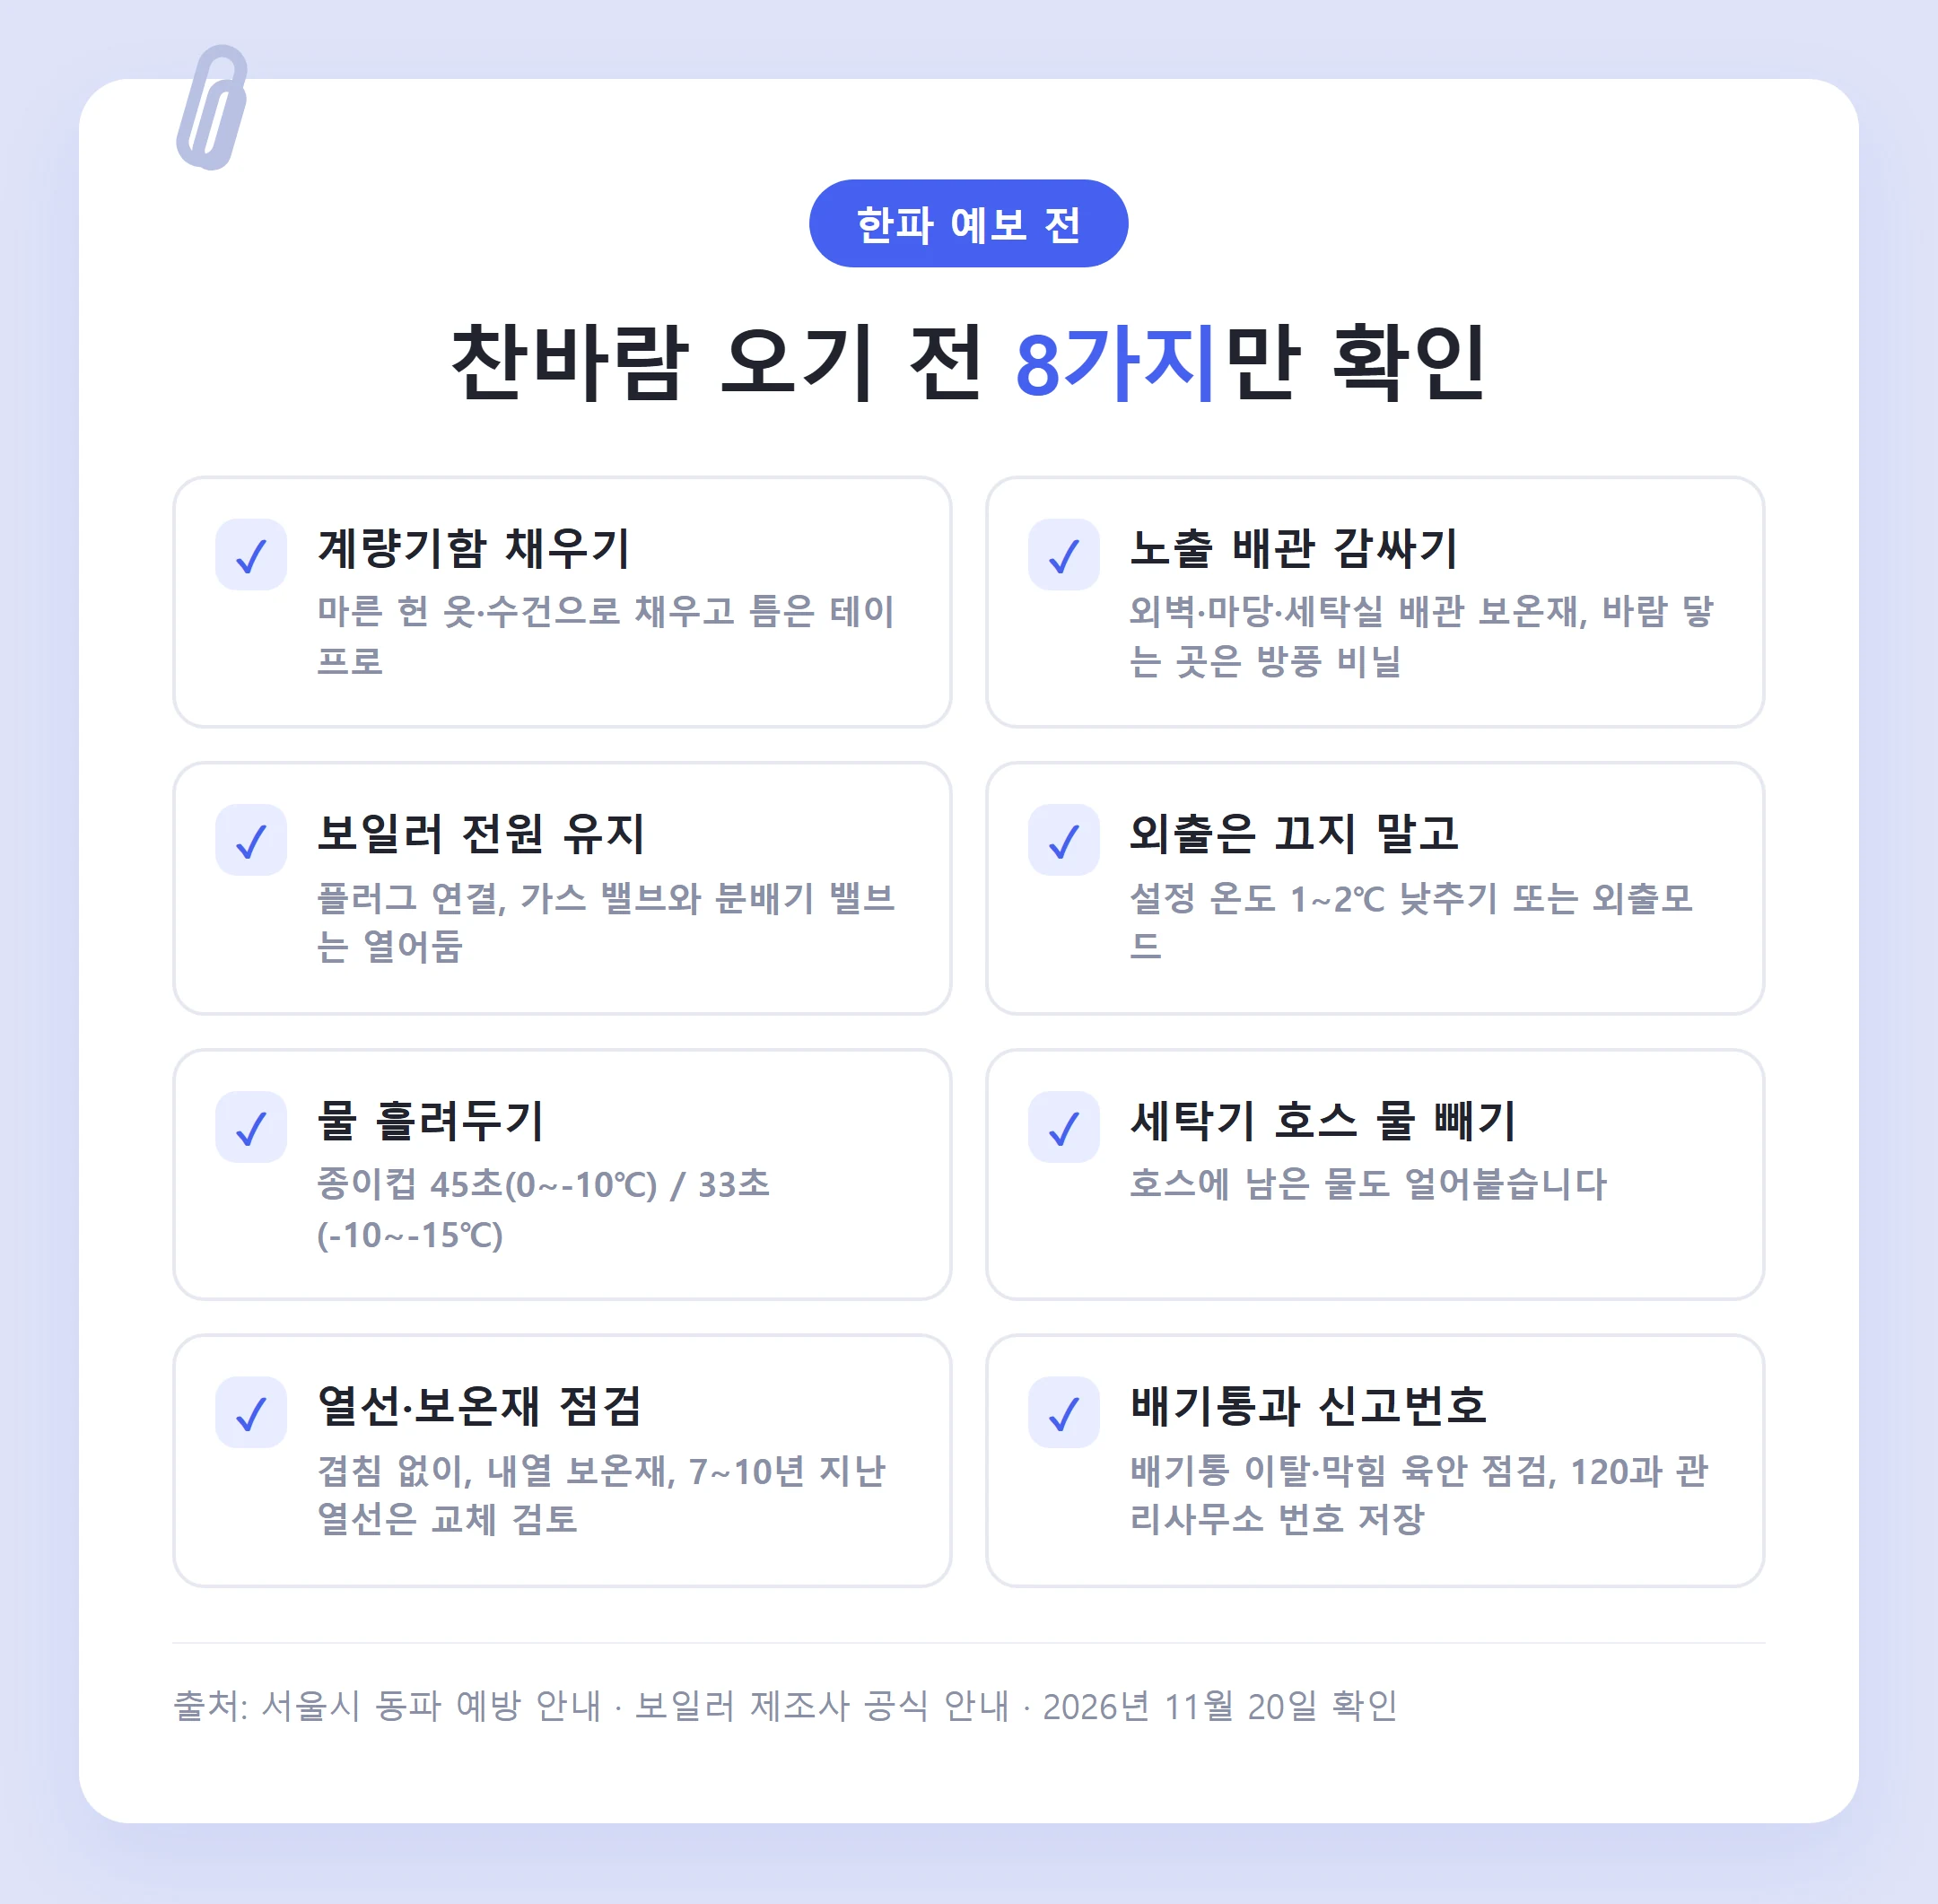 한파 예보 전
찬바람 오기 전 8가지만 확인
✓ 계량기함 채우기
마른 헌 옷·수건으로 채우고 틈은 테이
프로
✓ 노출 배관 감싸기
외벽·마당·세탁실 배관 보온재, 바람 닿
는 곳은 방풍 비닐
✓ 보일러 전원 유지
플러그 연결, 가스 밸브와 분배기 밸브
는 열어둠
✓ 외출은 끄지 말고
설정 온도 1~2℃ 낮추기 또는 외출모
드
✓ 물 흘려두기
종이컵 45초(0~-10℃) / 33초
(-10~-15℃)
✓ 세탁기 호스 물 빼기
호스에 남은 물도 얼어붙습니다
✓ 열선·보온재 점검
겹침 없이, 내열 보온재, 7~10년 지난
열선은 교체 검토
✓ 배기통과 신고번호
배기통 이탈·막힘 육안 점검, 120과 관
리사무소 번호 저장
출처: 서울시 동파 예방 안내 · 보일러 제조사 공식 안내 · 2026년 11월 20일 확인